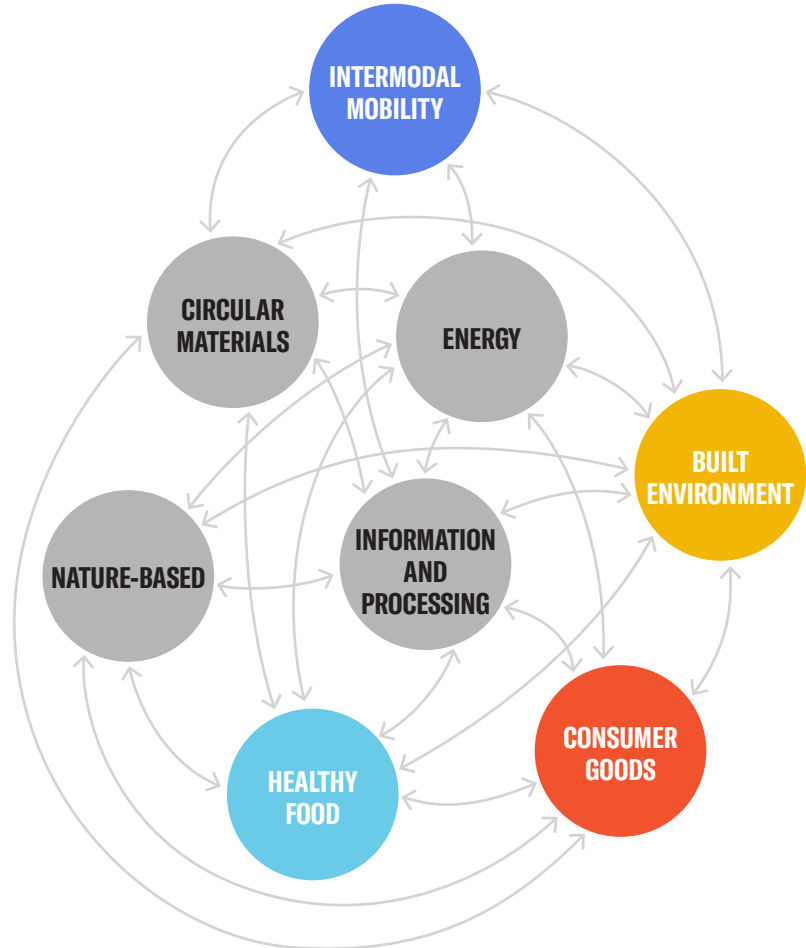 INTERMODAL
MOBILITY
CIRCULAR
MATERIALS
ENERGY
BUILT
ENVIRONMENT
NATURE-BASED
INFORMATION
AND
PROCESSING
CONSUMER
GOODS
HEALTHY
FOOD